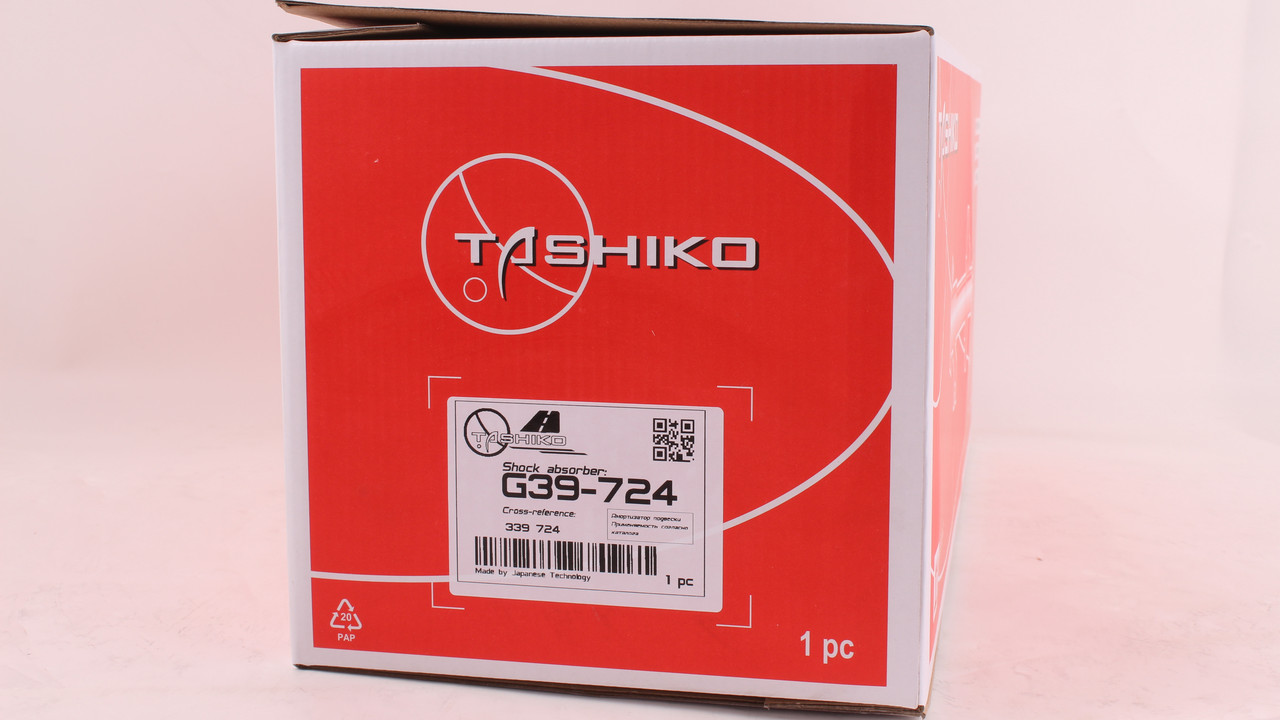 TASHIKO
TASHIKO
TASHIKO
Shock absorber:
G39-724
Cross-reference:
339 724
Амортизатор подвески
Применяемость согласно
каталога
Made by Japanese Technology
1 pc
20
PAP
1 pc